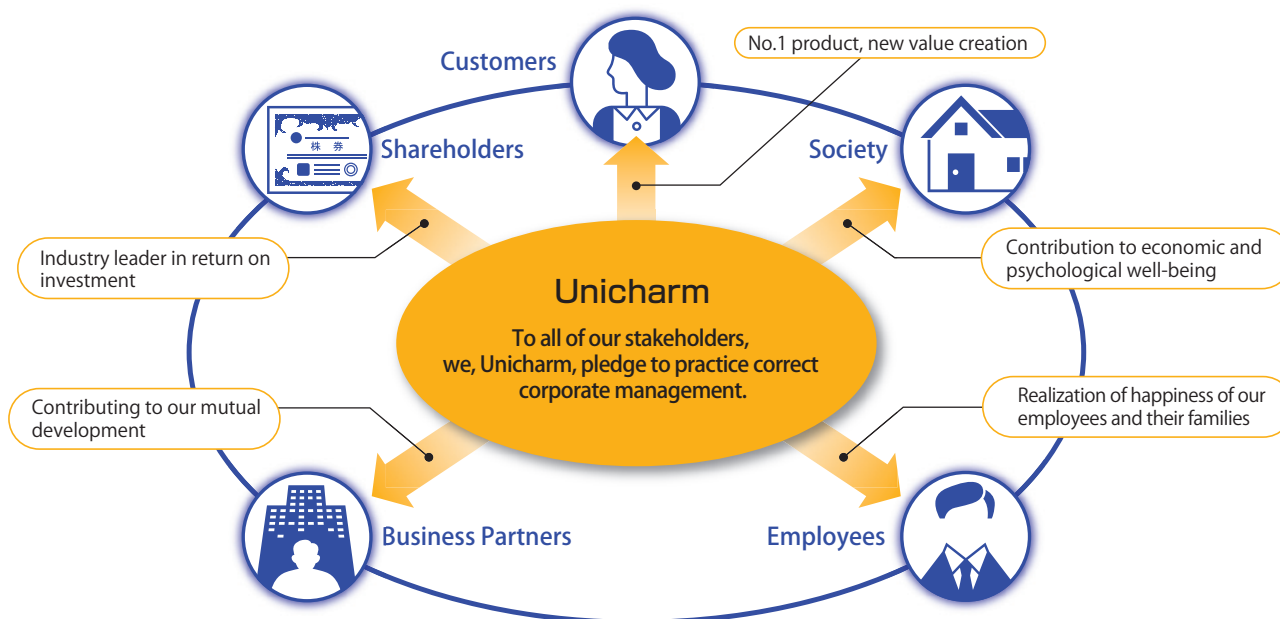 No.1 product, new value creation
Customers
株 券
Shareholders
Society
Industry leader in return on
investment
Contribution to economic and
psychological well-being
Unicharm
To all of our stakeholders,
we, Unicharm, pledge to practice correct
corporate management.
Contributing to our mutual
development
Realization of happiness of our
employees and their families
Business Partners
Employees